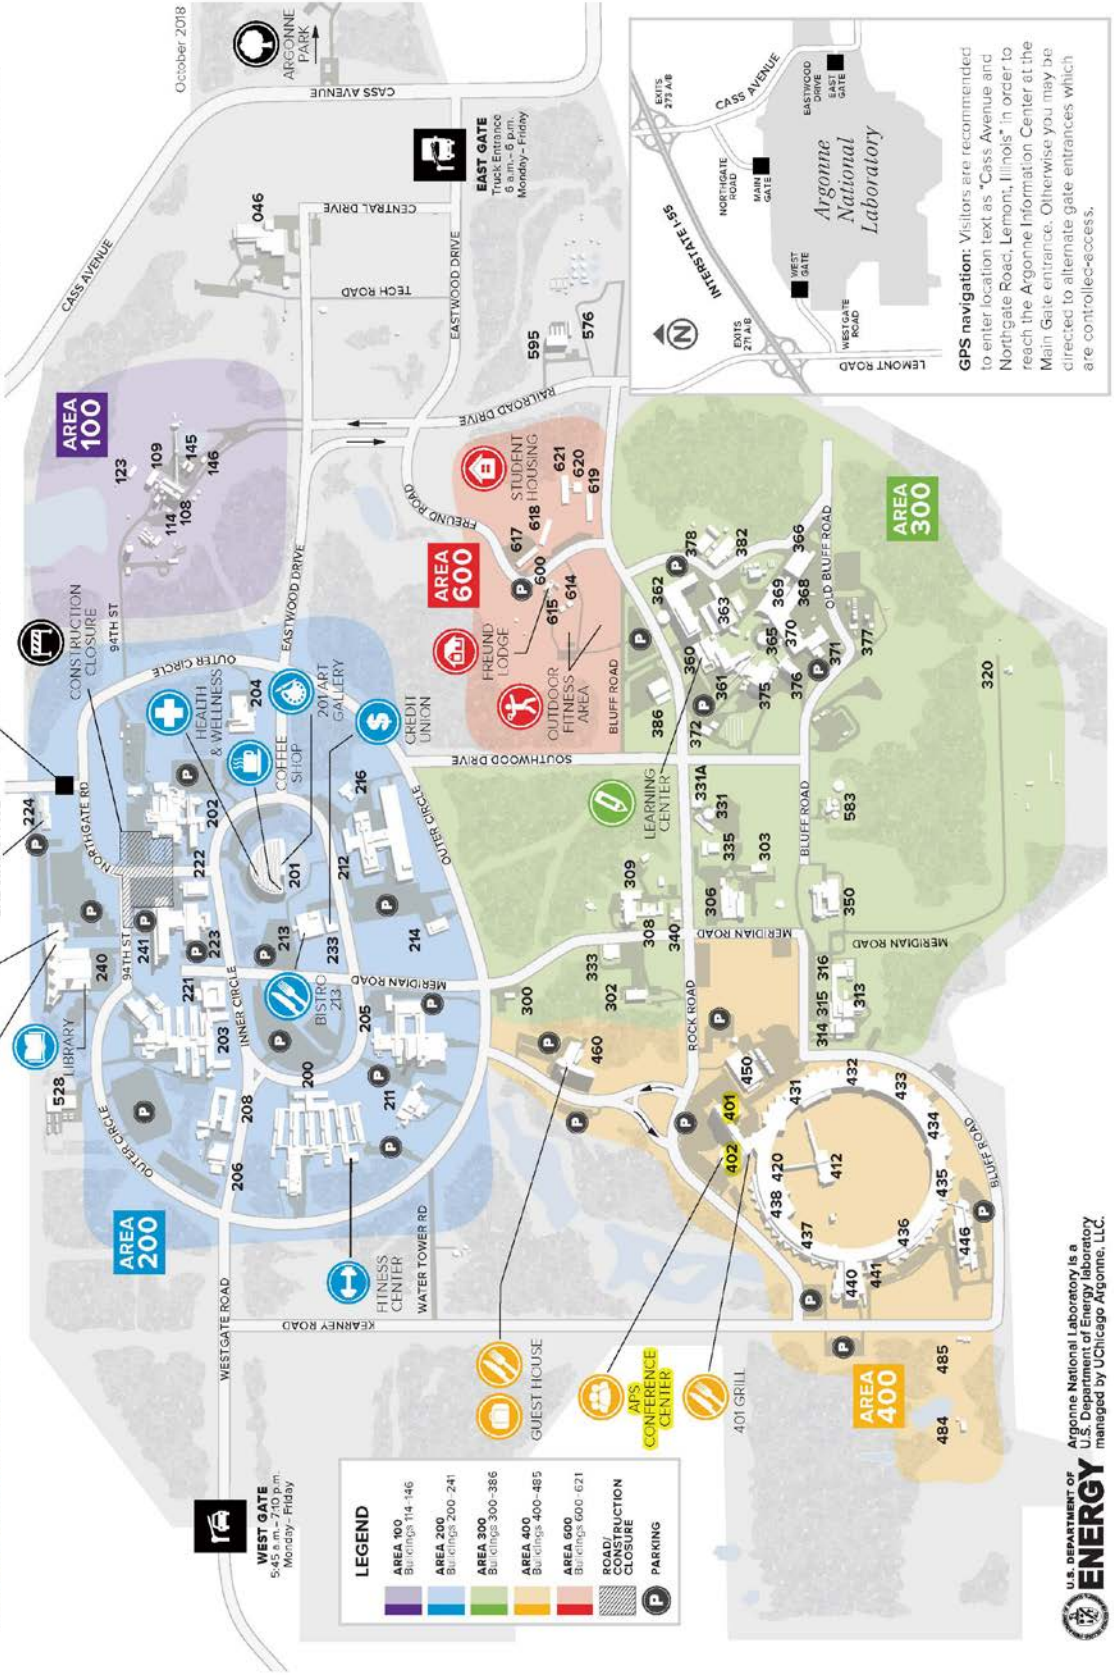 October 2018
ARGONNE
PARK
CASS AVENUE
CASS AVENUE
EAST GATE
Truck Entrance
6 a.m. – 6 p.m.
Monday – Friday
046
CENTRAL DRIVE
TECH ROAD
EASTWOOD DRIVE
595
576
RAILROAD DRIVE
AREA
100
123
109
145
146
114
108
94TH ST
EASTWOOD DRIVE
FREUND ROAD
CONSTRUCTION
CLOSURE
OUTER CIRCLE
HEALTH
& WELLNESS
204
201 ART
GALLERY
COFFEE
SHOP
CREDIT
UNION
224
NORTHGATE RD
202
222
201
212
216
OUTER CIRCLE
P
240
94TH ST
241
223
221
213
233
214
INNER CIRCLE
BISTRO
213
MERIDIAN ROAD
LIBRARY
528
203
205
200
211
208
206
OUTER CIRCLE
AREA
200
FITNESS
CENTER
WATER TOWER RD
WESTGATE ROAD
KEARNEY ROAD
WEST GATE
5:45 a.m. – 7:10 p.m.
Monday – Friday
AREA
600
STUDENT
HOUSING
621
620
619
618
617
600
615
614
FREUND
LODGE
OUTDOOR
FITNESS
AREA
BLUFF ROAD
SOUTHWOOD DRIVE
AREA
300
378
382
366
362
363
369
368
OLD BLUFF ROAD
360
365
370
371
377
361
375
376
386
372
320
LEARNING
CENTER
331A
331
335
303
BLUFF ROAD
583
309
306
350
308
340
MERIDIAN ROAD
MERIDIAN ROAD
333
302
300
316
315
314
313
ROCK ROAD
460
450
401
402
431
432
433
434
435
436
437
438
420
412
440
441
446
BLUFF ROAD
GUEST HOUSE
APS
CONFERENCE
CENTER
401 GRILL
AREA
400
485
484
LEGEND
AREA 100
Buildings 114-146
AREA 200
Buildings 200-241
AREA 300
Buildings 300-386
AREA 400
Buildings 400-485
AREA 600
Buildings 600-621
ROAD/
CONSTRUCTION
CLOSURE
P PARKING
EXITS
273 A/B
CASS AVENUE
EASTWOOD
DRIVE
EAST
GATE
NORTHGATE
ROAD
MAIN
GATE
Argonne
National
Laboratory
INTERSTATE I-55
WEST
GATE
N
EXITS
271 A/B
WESTGATE
ROAD
LEMONT ROAD
GPS navigation: Visitors are recommended
to enter location text as "Cass Avenue and
Northgate Road, Lemont, Illinois" in order to
reach the Argonne Information Center at the
Main Gate entrance. Otherwise you may be
directed to alternate gate entrances which
are controlled-access.
U.S. DEPARTMENT OF
ENERGY
Argonne National Laboratory is a
U.S. Department of Energy laboratory
managed by UChicago Argonne, LLC.